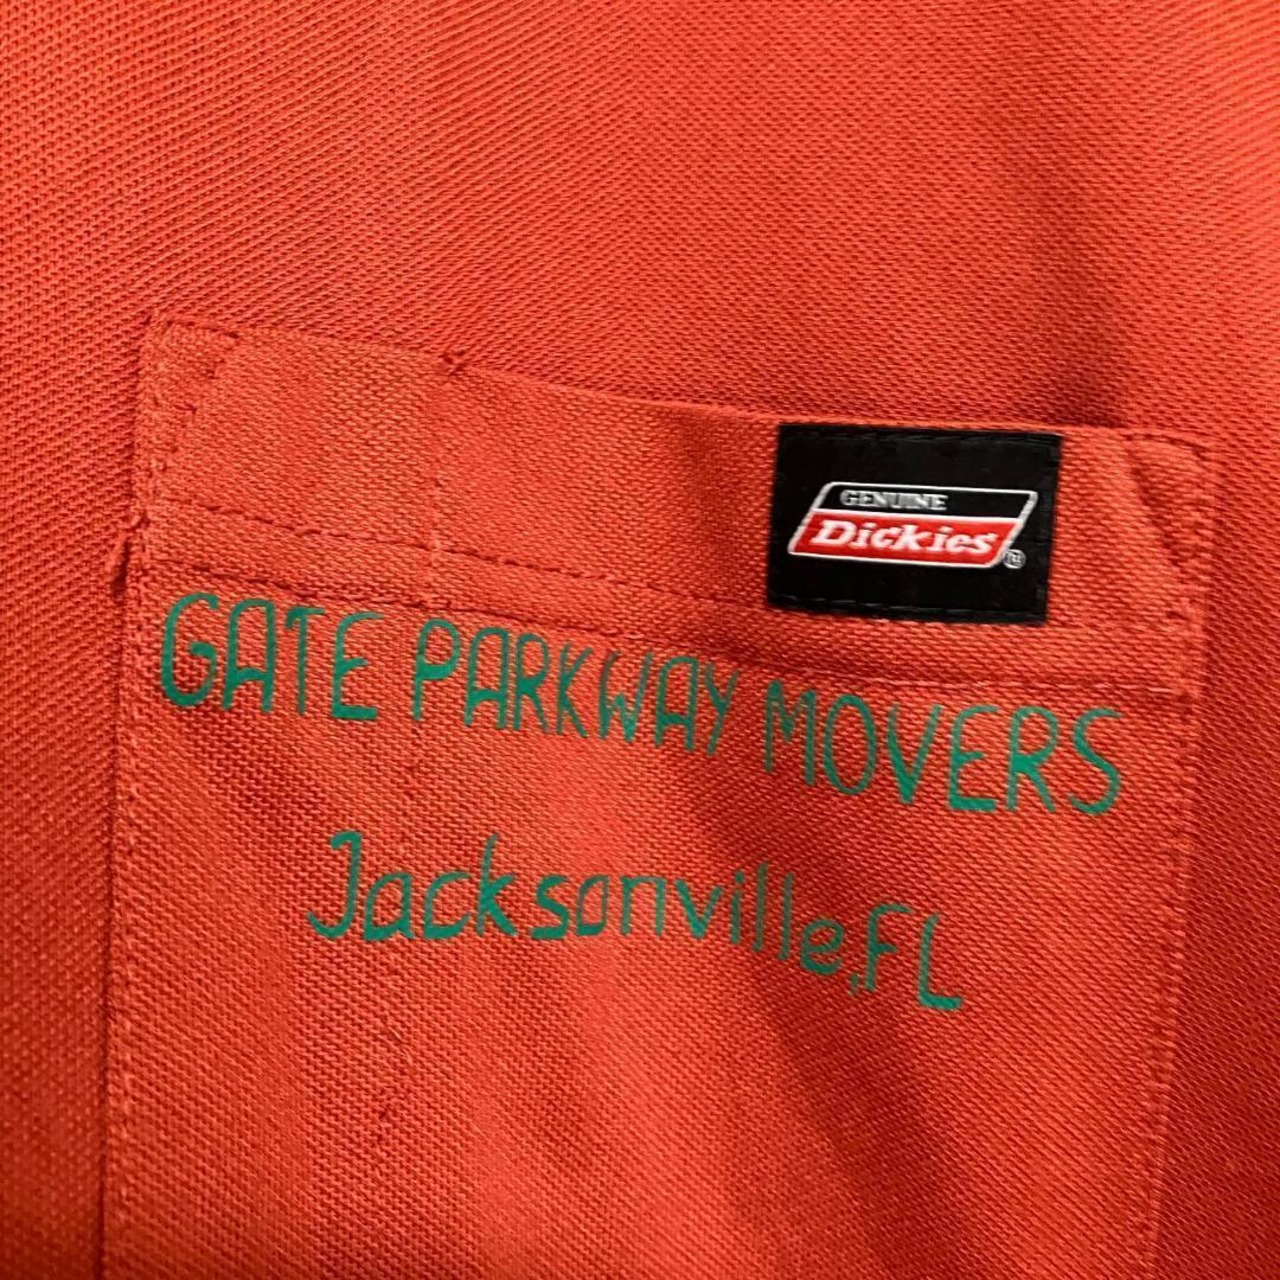 GENUINE
Dickies®
GATE PARKWAY MOVERS
Jacksonville,FL